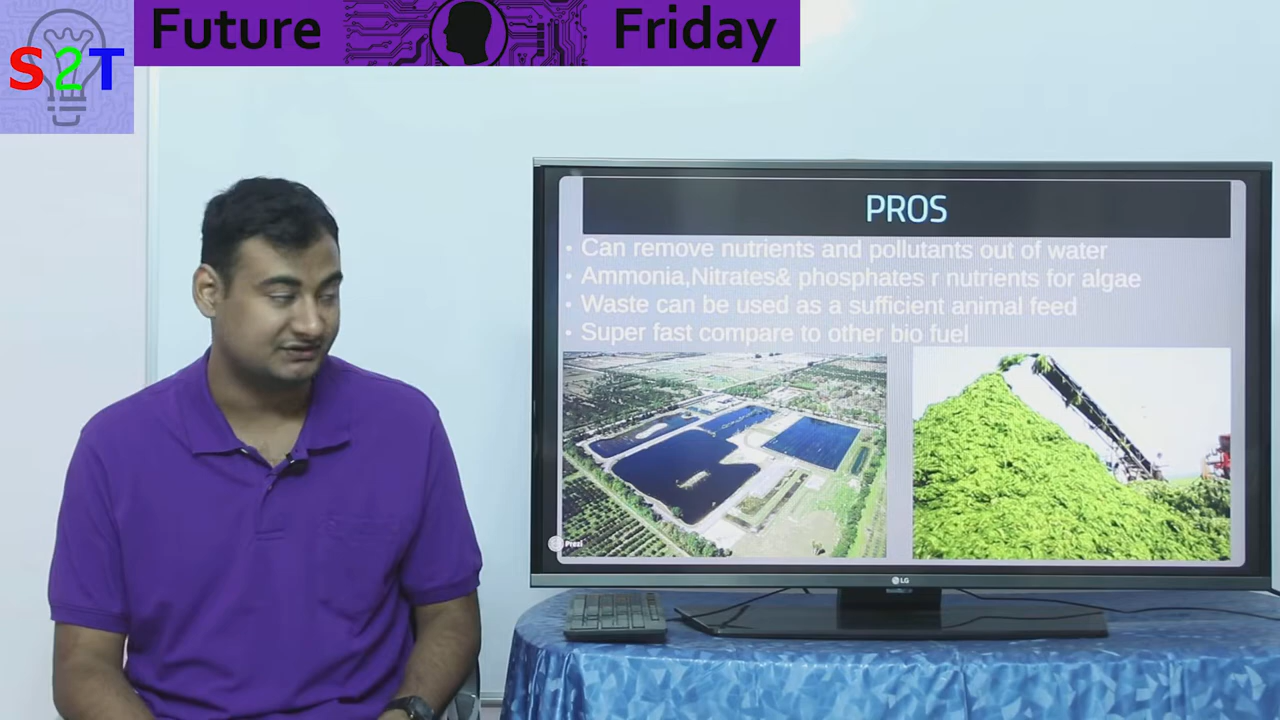 Future Friday
S2T
PROS
• Can remove nutrients and pollutants out of water
• Ammonia,Nitrates& phosphates r nutrients for algae
• Waste can be used as a sufficient animal feed
• Super fast compare to other bio fuel
Prezi
LG